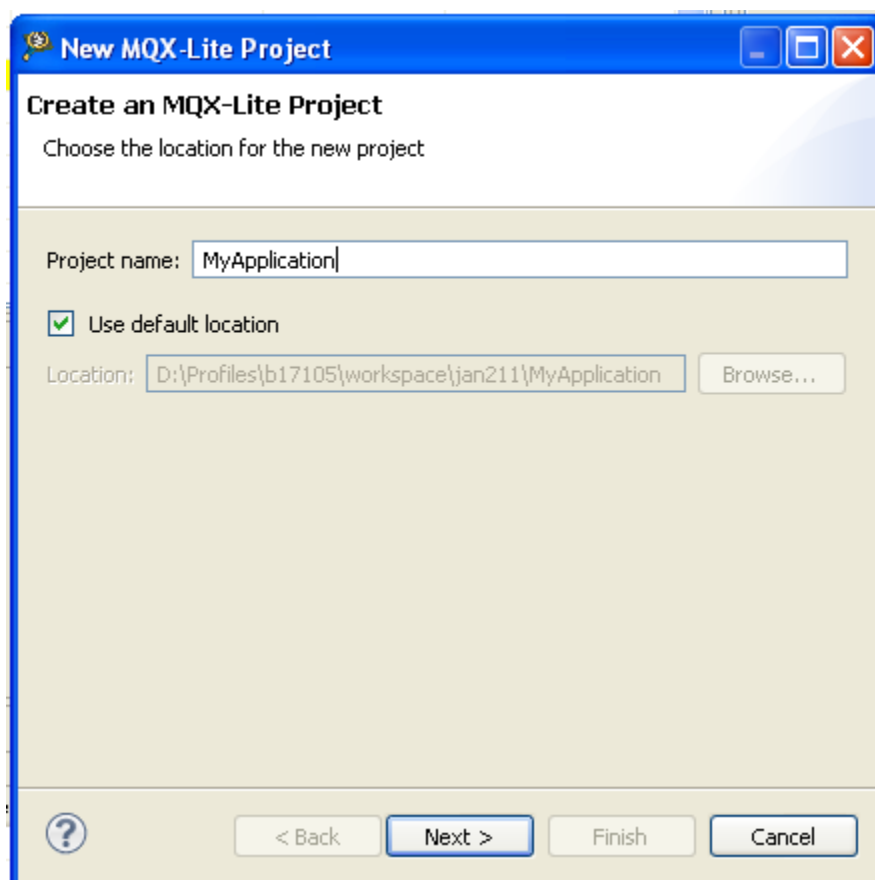 New MQX-Lite Project
Create an MQX-Lite Project
Choose the location for the new project
Project name: MyApplication
Use default location
Location: D:\Profiles\b17105\workspace\jan211\MyApplication Browse...
? < Back Next > Finish Cancel